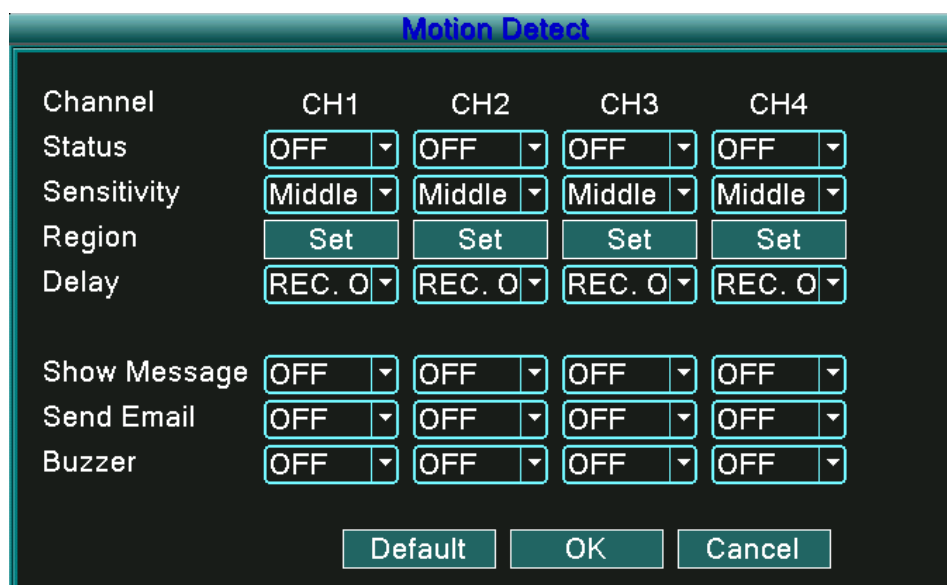 Motion Detect
Channel CH1 CH2 CH3 CH4
Status OFF OFF OFF OFF
Sensitivity Middle Middle Middle Middle
Region Set Set Set Set
Delay REC. O REC. O REC. O REC. O
Show Message OFF OFF OFF OFF
Send Email OFF OFF OFF OFF
Buzzer OFF OFF OFF OFF
Default OK Cancel